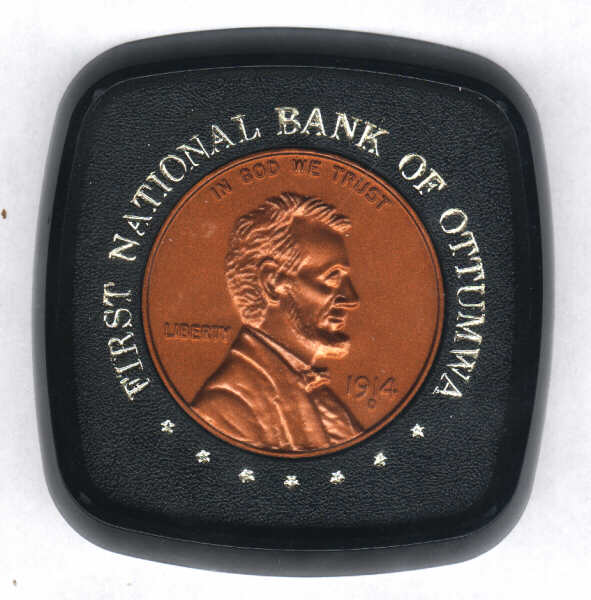 FIRST NATIONAL BANK OF OTTUMWA
IN GOD WE TRUST
LIBERTY
1914
D